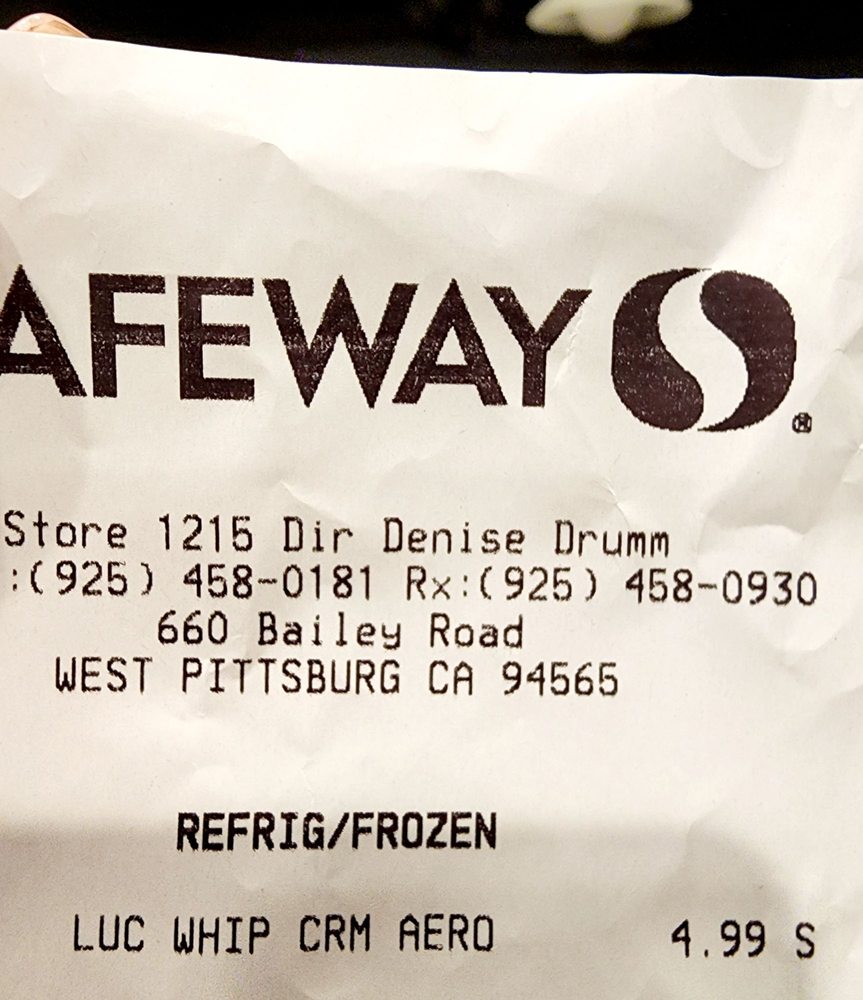 AFEWAY
Store 1215 Dir Denise Drumm
:(925) 458-0181 Rx:(925) 458-0930
660 Bailey Road
WEST PITTSBURG CA 94565
REFRIG/FROZEN
LUC WHIP CRM AERO 4.99 S